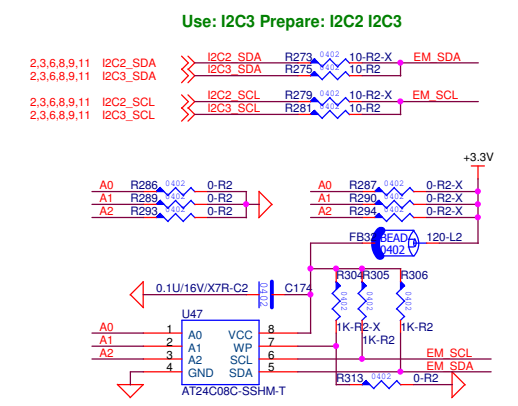 Use: I2C3 Prepare: I2C2 I2C3
2,3,6,8,9,11 I2C2_SDA I2C2_SDA R273 0402 10-R2-X EM_SDA
2,3,6,8,9,11 I2C3_SDA I2C3_SDA R275 10-R2
2,3,6,8,9,11 I2C2_SCL I2C2_SCL R279 0402 10-R2-X EM_SCL
2,3,6,8,9,11 I2C3_SCL I2C3_SCL R281 10-R2
+3.3V
A0 R286 0402 0-R2 A0 R287 0402 0-R2-X
A1 R289 0402 0-R2 A1 R290 0402 0-R2-X
A2 R293 0402 0-R2 A2 R294 0402 0-R2-X
BEAD 120-L2
0402
R304 R305 R306
0.1U/16V/X7R-C2 0402 C174 0402 0402 0402
U47
1K-R2-X 1K-R2
A0 1 A0 VCC 8
A1 2 A1 WP 7 1K-R2
A2 3 A2 SCL 6 EM_SCL
4 GND SDA 5 EM_SDA
R313 0402 0-R2
AT24C08C-SSHM-T